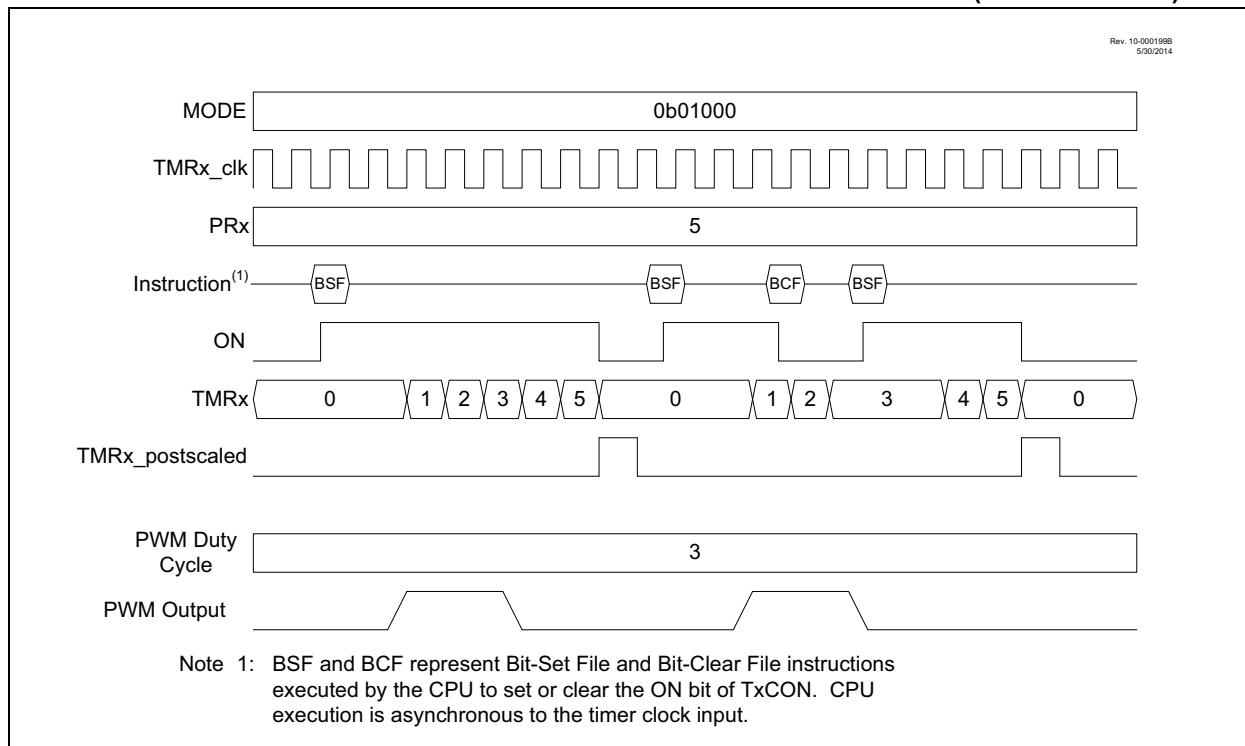 Rev. 10-000199B
5/30/2014
MODE 0b01000
TMRx_clk
PRx 5
Instruction(1) BSF BSF BCF BSF
ON
TMRx 0 1 2 3 4 5 0 1 2 3 4 5 0
TMRx_postscaled
PWM Duty
Cycle 3
PWM Output
Note 1: BSF and BCF represent Bit-Set File and Bit-Clear File instructions
executed by the CPU to set or clear the ON bit of TxCON. CPU
execution is asynchronous to the timer clock input.